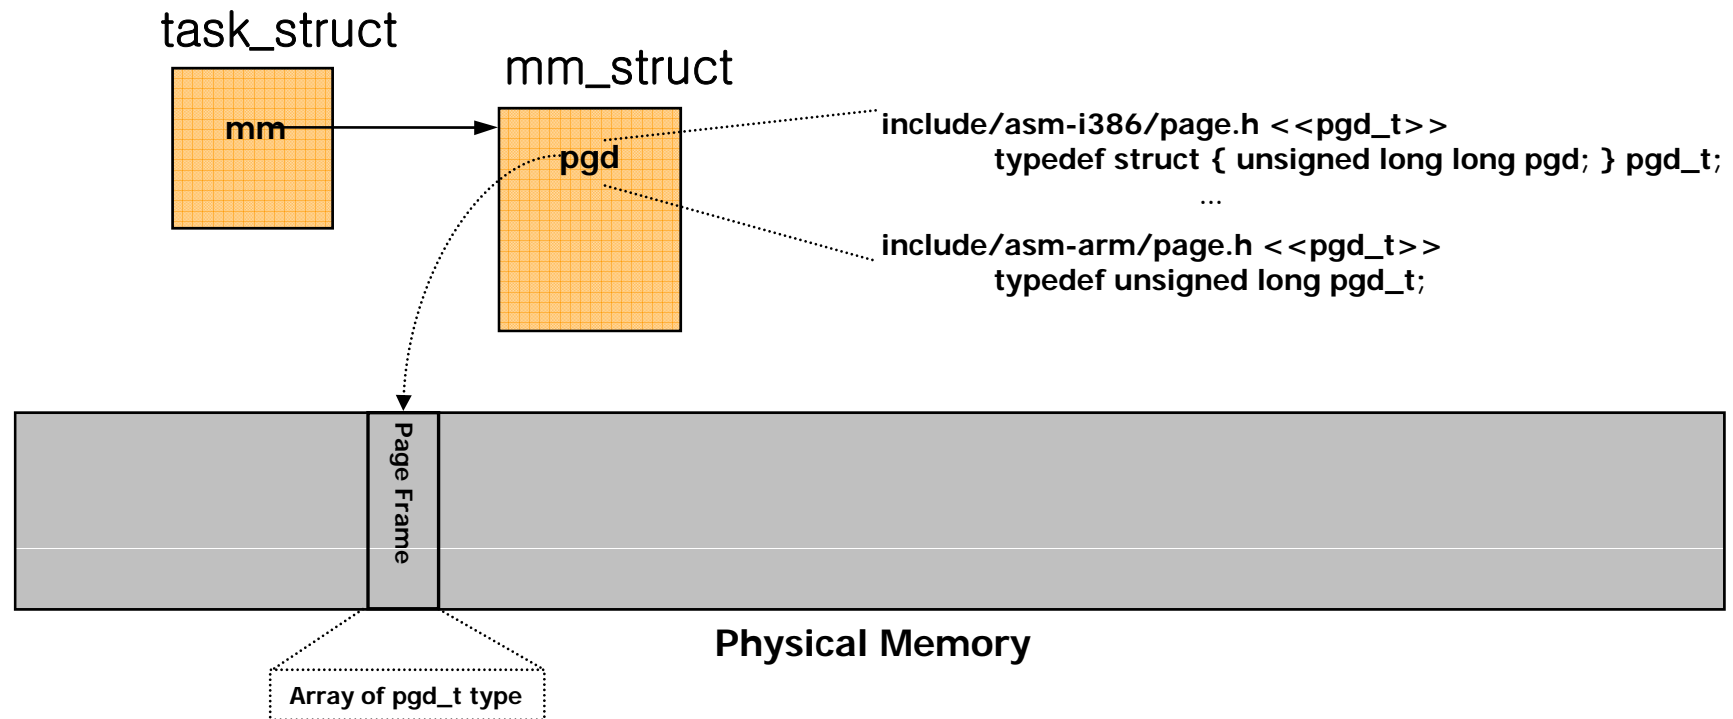 task_struct
mm_struct
mm
pgd
include/asm-i386/page.h <<pgd_t>>
typedef struct { unsigned long long pgd; } pgd_t;
...
include/asm-arm/page.h <<pgd_t>>
typedef unsigned long pgd_t;
Page Frame
Physical Memory
Array of pgd_t type